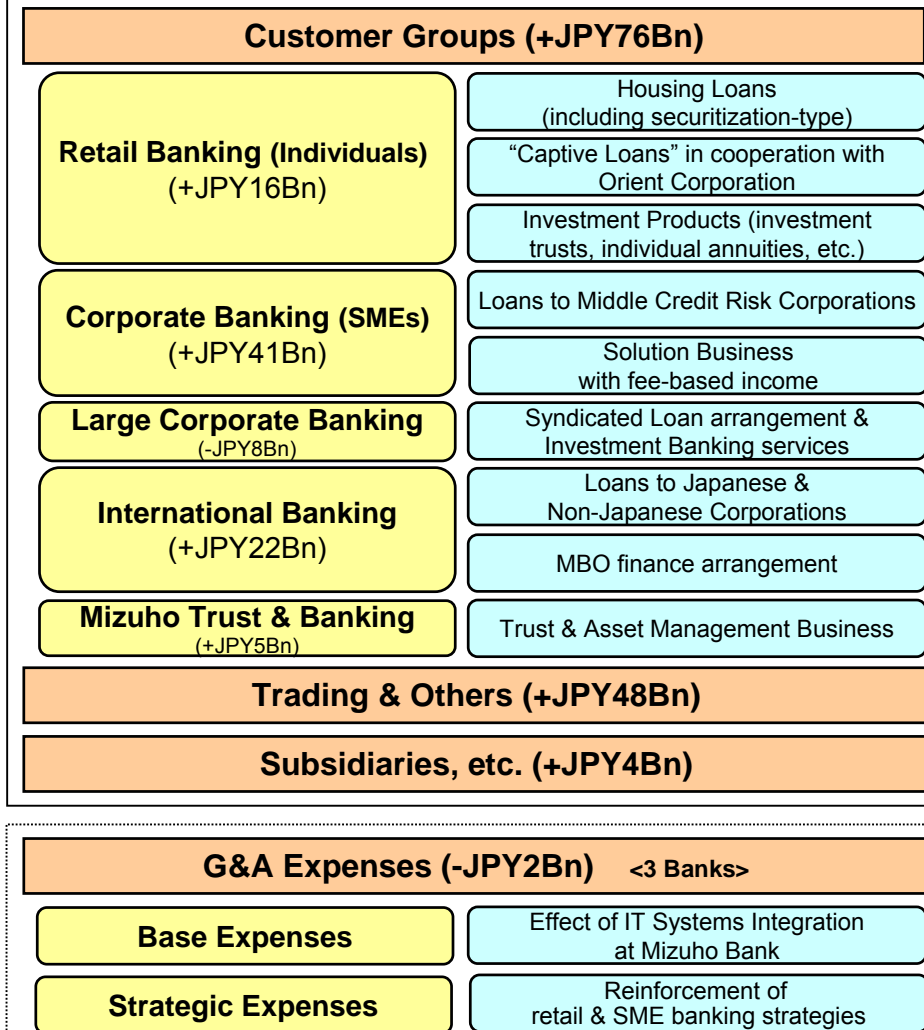 Customer Groups (+JPY76Bn)
Retail Banking (Individuals)
(+JPY16Bn)
Housing Loans
(including securitization-type)
“Captive Loans” in cooperation with
Orient Corporation
Investment Products (investment
trusts, individual annuities, etc.)
Corporate Banking (SMEs)
(+JPY41Bn)
Loans to Middle Credit Risk Corporations
Solution Business
with fee-based income
Large Corporate Banking
(-JPY8Bn)
Syndicated Loan arrangement &
Investment Banking services
International Banking
(+JPY22Bn)
Loans to Japanese &
Non-Japanese Corporations
MBO finance arrangement
Mizuho Trust & Banking
(+JPY5Bn)
Trust & Asset Management Business
Trading & Others (+JPY48Bn)
Subsidiaries, etc. (+JPY4Bn)
G&A Expenses (-JPY2Bn) <3 Banks>
Base Expenses
Effect of IT Systems Integration
at Mizuho Bank
Strategic Expenses
Reinforcement of
retail & SME banking strategies